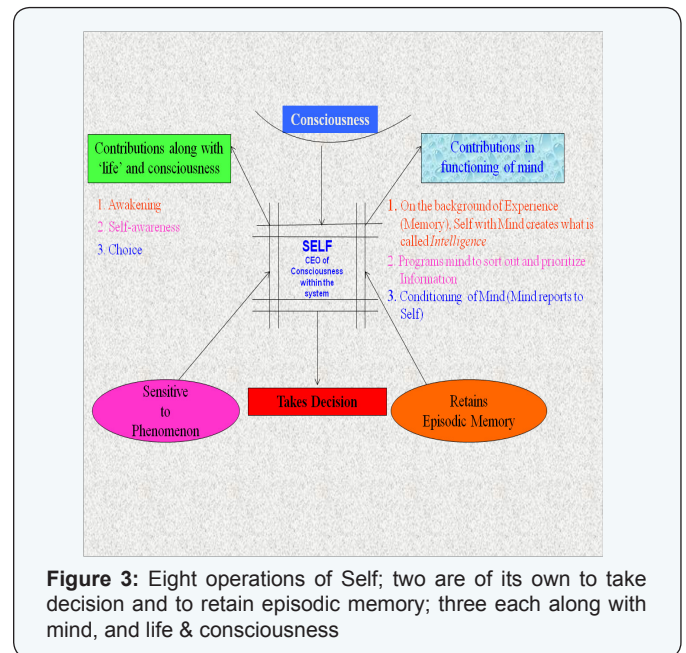 Consciousness
Contributions along with
'life' and consciousness
1. Awakening
2. Self-awareness
3. Choice
Contributions in
functioning of mind
1. On the background of Experience
(Memory), Self with Mind creates what is
called Intelligence
2. Programs mind to sort out and prioritize
Information
3. Conditioning of Mind (Mind reports to
Self)
SELF
CEO of
Consciousness
within the
system
Sensitive
to
Phenomenon
Takes Decision
Retains
Episodic Memory
Figure 3: Eight operations of Self; two are of its own to take
decision and to retain episodic memory; three each along with
mind, and life & consciousness